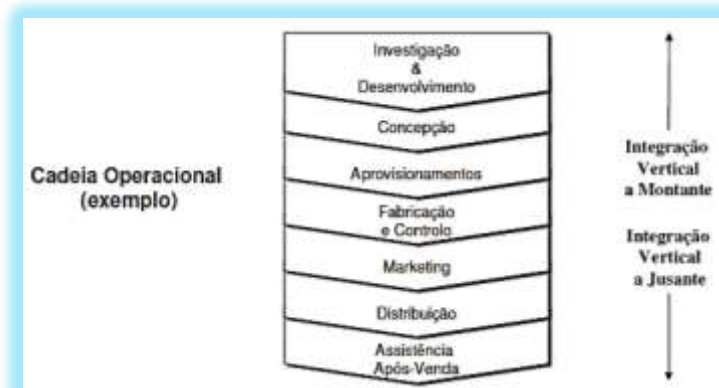 Cadeia Operacional
(exemplo)
Investigação
&
Desenvolvimento
Concepção
Aprovisionamentos
Fabricação
e Controlo
Marketing
Distribuição
Assistência
Após-Venda
Integração
Vertical
a Montante
Integração
Vertical
a Jusante